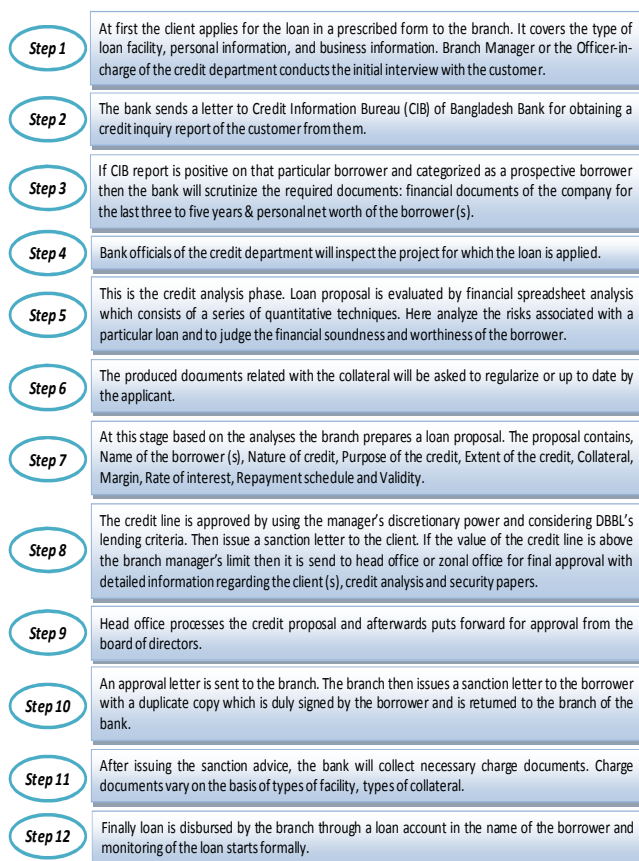 Step 1
At first the client applies for the loan in a prescribed form to the branch. It covers the type of
loan facility, personal information, and business information. Branch Manager or the Officer-in-
charge of the credit department conducts the initial interview with the customer.
Step 2
The bank sends a letter to Credit Information Bureau (CIB) of Bangladesh Bank for obtaining a
credit inquiry report of the customer from them.
Step 3
If CIB report is positive on that particular borrower and categorized as a prospective borrower
then the bank will scrutinize the required documents: financial documents of the company for
the last three to five years & personal net worth of the borrower (s).
Step 4
Bank officials of the credit department will inspect the project for which the loan is applied.
Step 5
This is the credit analysis phase. Loan proposal is evaluated by financial spreadsheet analysis
which consists of a series of quantitative techniques. Here analyze the risks associated with a
particular loan and to judge the financial soundness and worthiness of the borrower.
Step 6
The produced documents related with the collateral will be asked to regularize or up to date by
the applicant.
Step 7
At this stage based on the analyses the branch prepares a loan proposal. The proposal contains,
Name of the borrower (s), Nature of credit, Purpose of the credit, Extent of the credit, Collateral,
Margin, Rate of interest, Repayment schedule and Validity.
Step 8
The credit line is approved by using the manager's discretionary power and considering DBBL's
lending criteria. Then issue a sanction letter to the client. If the value of the credit line is above
the branch manager's limit then it is send to head office or zonal office for final approval with
detailed information regarding the client (s), credit analysis and security papers.
Step 9
Head office processes the credit proposal and afterwards puts forward for approval from the
board of directors.
Step 10
An approval letter is sent to the branch. The branch then issues a sanction letter to the borrower
with a duplicate copy which is duly signed by the borrower and is returned to the branch of the
bank.
Step 11
After issuing the sanction advice, the bank will collect necessary charge documents. Charge
documents vary on the basis of types of facility, types of collateral.
Step 12
Finally loan is disbursed by the branch through a loan account in the name of the borrower and
monitoring of the loan starts formally.